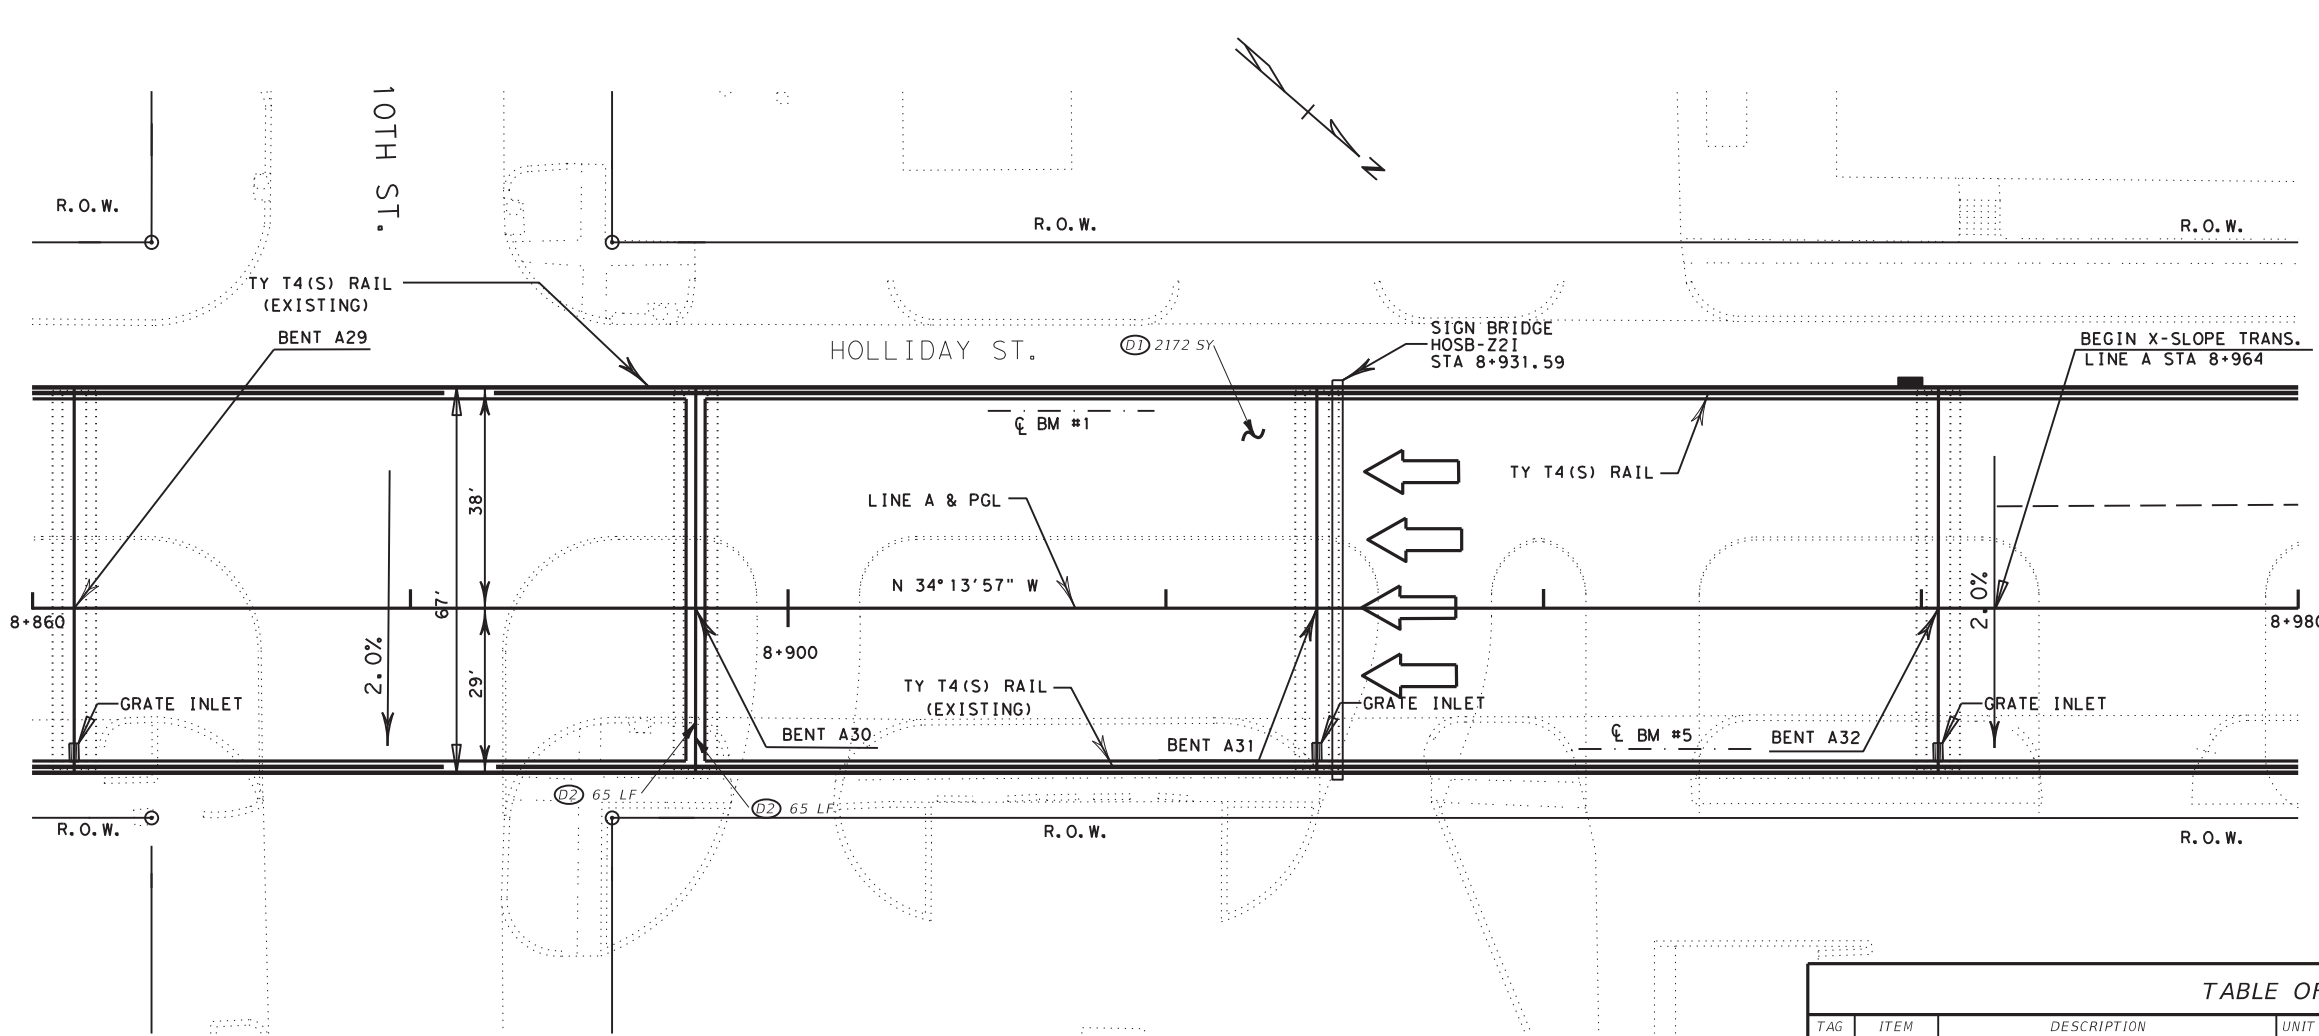 10TH ST.
N
R.O.W.
R.O.W.
R.O.W.
TY T4(S) RAIL
(EXISTING)
BENT A29
HOLLIDAY ST.
D1 2172 SY
SIGN BRIDGE
HOSB-Z2I
STA 8+931.59
BEGIN X-SLOPE TRANS.
LINE A STA 8+964
℄ BM #1
38'
TY T4(S) RAIL
LINE A & PGL
N 34°13'57" W
67'
2.0%
8+860
8+900
8+980
2.0%
29'
GRATE INLET
TY T4(S) RAIL
(EXISTING)
GRATE INLET
GRATE INLET
BENT A30
BENT A31
℄ BM #5
BENT A32
D2 65 LF
D2 65 LF
R.O.W.
R.O.W.
R.O.W.
TABLE OF
TAG ITEM DESCRIPTION UNIT